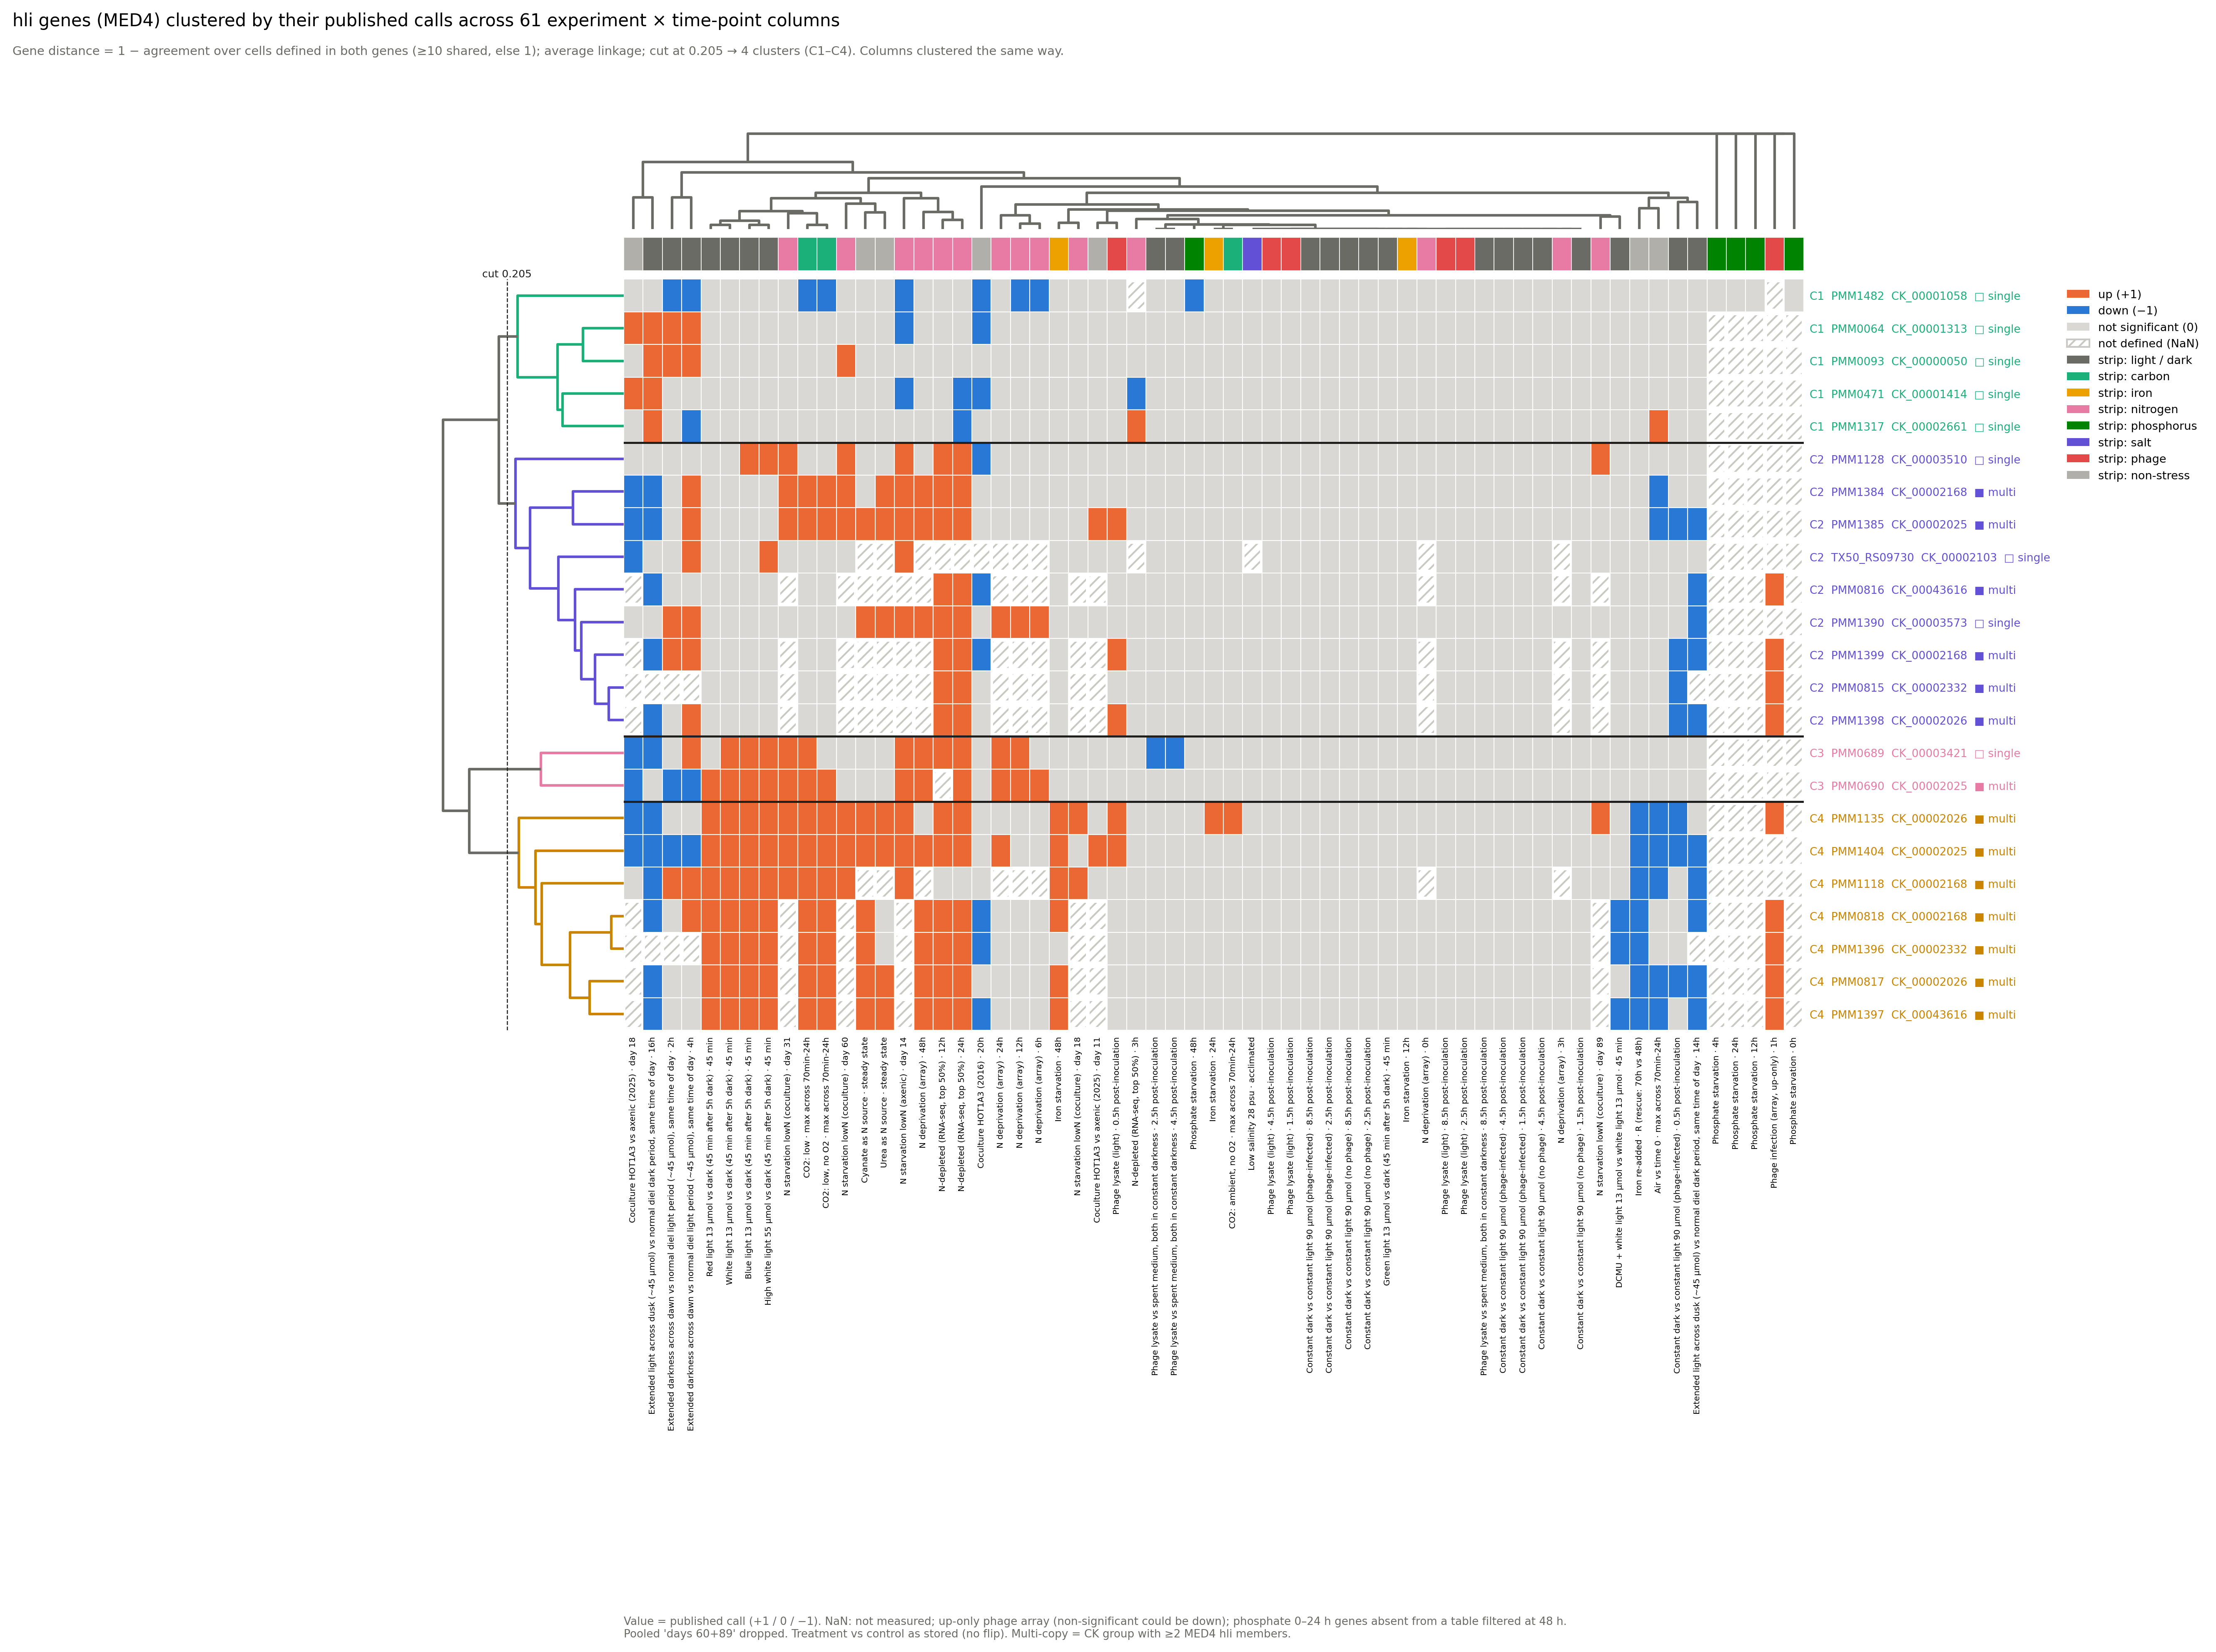 hli genes (MED4) clustered by their published calls across 61 experiment × time-point columns
Gene distance = 1 − agreement over cells defined in both genes (≥10 shared, else 1); average linkage; cut at 0.205 → 4 clusters (C1–C4). Columns clustered the same way.
cut 0.205
C1 PMM1482 CK_00001058 □ single
C1 PMM0064 CK_00001313 □ single
C1 PMM0093 CK_00000050 □ single
C1 PMM0471 CK_00001414 □ single
C1 PMM1317 CK_00002661 □ single
C2 PMM1128 CK_00003510 □ single
C2 PMM1384 CK_00002168 ■ multi
C2 PMM1385 CK_00002025 ■ multi
C2 TX50_RS09730 CK_00002103 □ single
C2 PMM0816 CK_00043616 ■ multi
C2 PMM1390 CK_00003573 □ single
C2 PMM1399 CK_00002168 ■ multi
C2 PMM0815 CK_00002332 ■ multi
C2 PMM1398 CK_00002026 ■ multi
C3 PMM0689 CK_00003421 □ single
C3 PMM0690 CK_00002025 ■ multi
C4 PMM1135 CK_00002026 ■ multi
C4 PMM1404 CK_00002025 ■ multi
C4 PMM1118 CK_00002168 ■ multi
C4 PMM0818 CK_00002168 ■ multi
C4 PMM1396 CK_00002332 ■ multi
C4 PMM0817 CK_00002026 ■ multi
C4 PMM1397 CK_00043616 ■ multi
up (+1)
down (−1)
not significant (0)
not defined (NaN)
strip: light / dark
strip: carbon
strip: iron
strip: nitrogen
strip: phosphorus
strip: salt
strip: phage
strip: non-stress
Coculture HOT1A3 vs axenic (2025) · day 18
Extended light across dusk (~45 µmol) vs normal diel dark period, same time of day · 16h
Extended darkness across dawn vs normal diel light period (~45 µmol), same time of day · 2h
Extended darkness across dawn vs normal diel light period (~45 µmol), same time of day · 4h
Red light 13 µmol vs dark (45 min after 5h dark) · 45 min
White light 13 µmol vs dark (45 min after 5h dark) · 45 min
Blue light 13 µmol vs dark (45 min after 5h dark) · 45 min
High white light 55 µmol vs dark (45 min after 5h dark) · 45 min
N starvation lowN (coculture) · day 31
CO2: low · max across 70min-24h
CO2: low, no O2 · max across 70min-24h
N starvation lowN (coculture) · day 60
Cyanate as N source · steady state
Urea as N source · steady state
N starvation lowN (axenic) · day 14
N deprivation (array) · 48h
N-depleted (RNA-seq, top 50%) · 12h
N-depleted (RNA-seq, top 50%) · 24h
Coculture HOT1A3 (2016) · 20h
N deprivation (array) · 24h
N deprivation (array) · 12h
N deprivation (array) · 6h
Iron starvation · 48h
N starvation lowN (coculture) · day 18
Coculture HOT1A3 vs axenic (2025) · day 11
Phage lysate (light) · 0.5h post-inoculation
N-depleted (RNA-seq, top 50%) · 3h
Phage lysate vs spent medium, both in constant darkness · 2.5h post-inoculation
Phage lysate vs spent medium, both in constant darkness · 4.5h post-inoculation
Phosphate starvation · 48h
Iron starvation · 24h
CO2: ambient, no O2 · max across 70min-24h
Low salinity 28 psu · acclimated
Phage lysate (light) · 4.5h post-inoculation
Phage lysate (light) · 1.5h post-inoculation
Constant dark vs constant light 90 µmol (phage-infected) · 8.5h post-inoculation
Constant dark vs constant light 90 µmol (phage-infected) · 2.5h post-inoculation
Constant dark vs constant light 90 µmol (no phage) · 8.5h post-inoculation
Constant dark vs constant light 90 µmol (no phage) · 2.5h post-inoculation
Green light 13 µmol vs dark (45 min after 5h dark) · 45 min
Iron starvation · 12h
N deprivation (array) · 0h
Phage lysate (light) · 8.5h post-inoculation
Phage lysate (light) · 2.5h post-inoculation
Phage lysate vs spent medium, both in constant darkness · 8.5h post-inoculation
Constant dark vs constant light 90 µmol (phage-infected) · 4.5h post-inoculation
Constant dark vs constant light 90 µmol (phage-infected) · 1.5h post-inoculation
Constant dark vs constant light 90 µmol (no phage) · 4.5h post-inoculation
N deprivation (array) · 3h
Constant dark vs constant light 90 µmol (no phage) · 1.5h post-inoculation
N starvation lowN (coculture) · day 89
DCMU + white light 13 µmol vs white light 13 µmol · 45 min
Iron re-added · R (rescue: 70h vs 48h)
Air vs time 0 · max across 70min-24h
Constant dark vs constant light 90 µmol (phage-infected) · 0.5h post-inoculation
Extended light across dusk (~45 µmol) vs normal diel dark period, same time of day · 14h
Phosphate starvation · 4h
Phosphate starvation · 24h
Phosphate starvation · 12h
Phage infection (array, up-only) · 1h
Phosphate starvation · 0h
Value = published call (+1 / 0 / −1). NaN: not measured; up-only phage array (non-significant could be down); phosphate 0–24 h genes absent from a table filtered at 48 h.
Pooled 'days 60+89' dropped. Treatment vs control as stored (no flip). Multi-copy = CK group with ≥2 MED4 hli members.